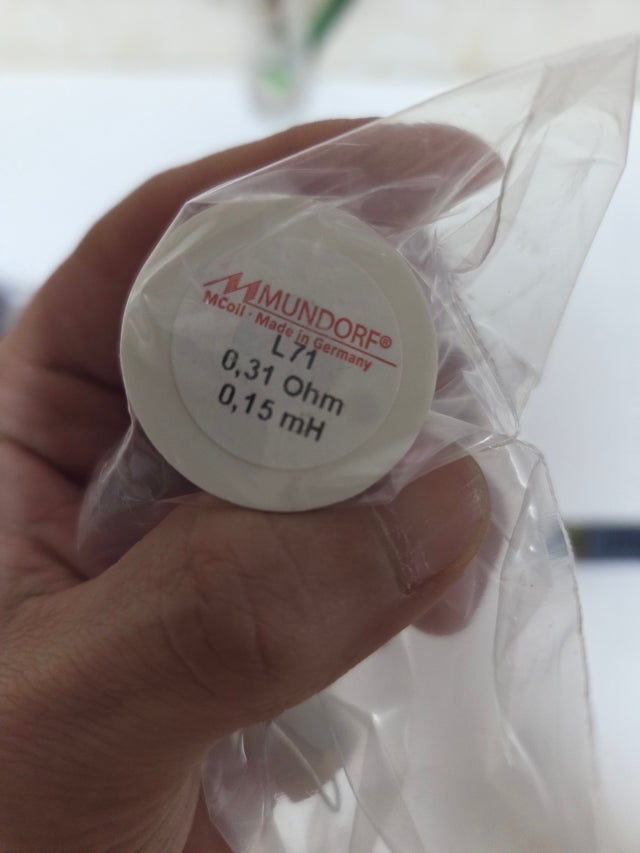 MUNDORF®
MCoil · Made in Germany
L71
0,31 Ohm
0,15 mH